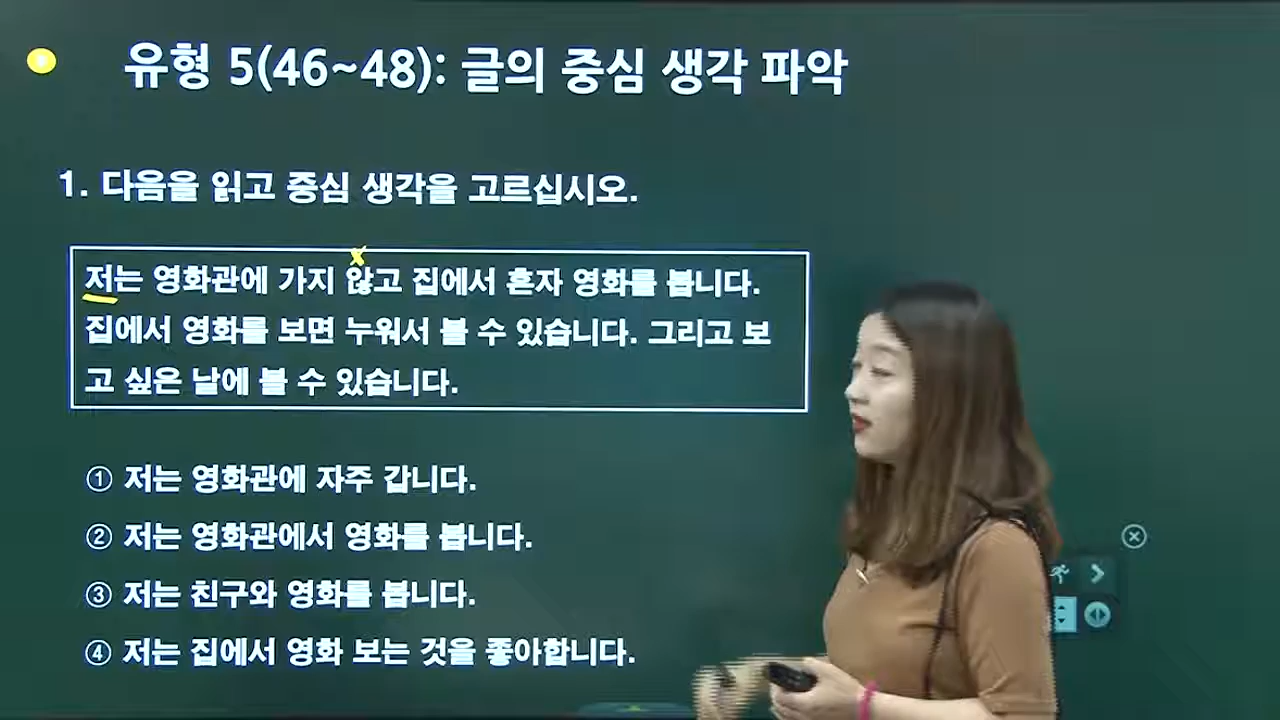 유형 5(46~48): 글의 중심 생각 파악
1. 다음을 읽고 중심 생각을 고르십시오.
저는 영화관에 가지 않고 집에서 혼자 영화를 봅니다.
집에서 영화를 보면 누워서 볼 수 있습니다. 그리고 보
고 싶은 날에 볼 수 있습니다.
① 저는 영화관에 자주 갑니다.
② 저는 영화관에서 영화를 봅니다.
③ 저는 친구와 영화를 봅니다.
④ 저는 집에서 영화 보는 것을 좋아합니다.